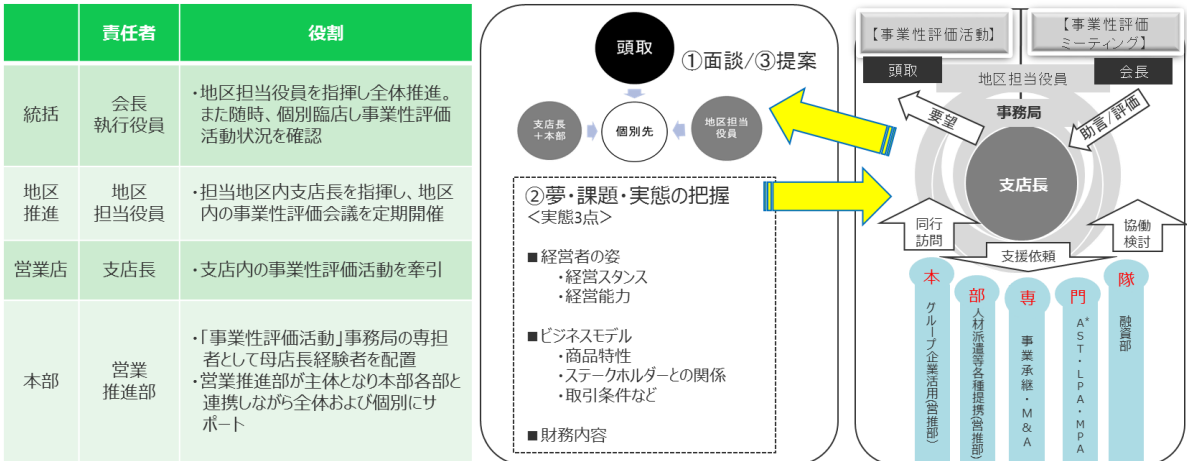 責任者
役割
統括
会長
執行役員
・地区担当役員を指揮し全体推進。
また随時、個別臨店し事業性評価
活動状況を確認
地区
推進
地区
担当役員
・担当地区内支店長を指揮し、地区
内の事業性評価会議を定期開催
営業店
支店長
・支店内の事業性評価活動を牽引
本部
営業
推進部
・「事業性評価活動」事務局の専担
者として母店長経験者を配置
・営業推進部が主体となり本部各部と
連携しながら全体および個別にサ
ポート
頭取
①面談/③提案
支店長
+本部
個別先
地区担当
役員
②夢・課題・実態の把握
<実態3点>
■経営者の姿
・経営スタンス
・経営能力
■ビジネスモデル
・商品特性
・ステークホルダーとの関係
・取引条件など
■財務内容
【事業性評価活動】
【事業性評価
ミーティング】
頭取
地区担当役員
会長
事務局
要望
助言/評価
支店長
同行
訪問
協働
検討
支援依頼
本
部
専
門
隊
グループ企業活用(営推部)
人材派遣等各種提携(営推部)
事業承継・M&A
AST*・LPA・MPA
融資部